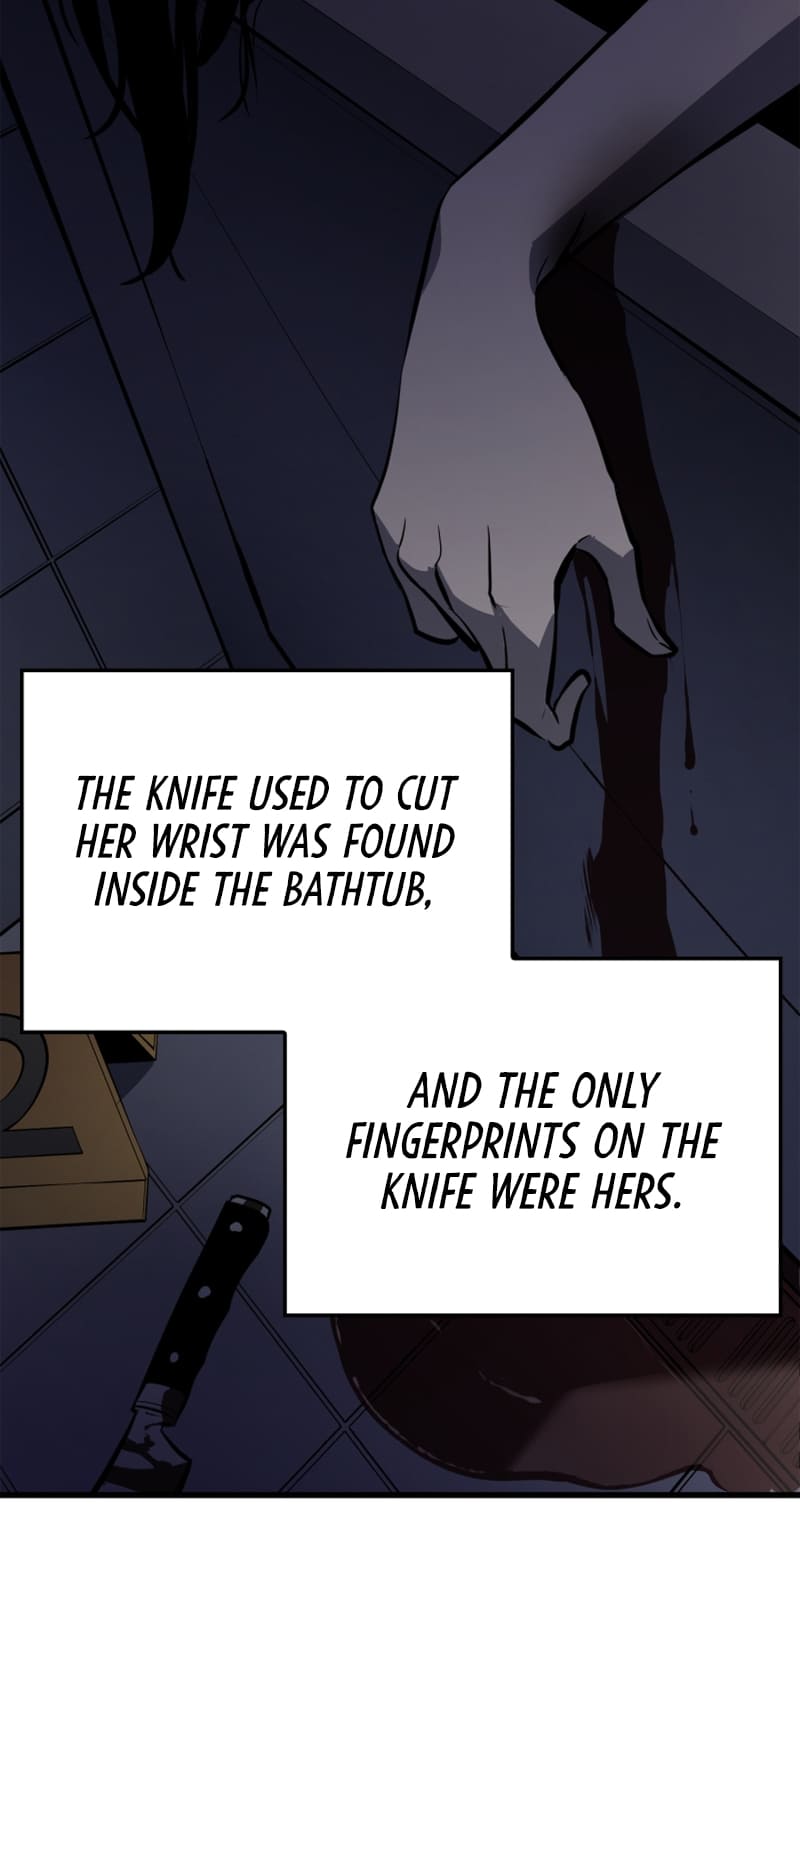 THE KNIFE USED TO CUT
HER WRIST WAS FOUND
INSIDE THE BATHTUB,
AND THE ONLY
FINGERPRINTS ON THE
KNIFE WERE HERS.
2